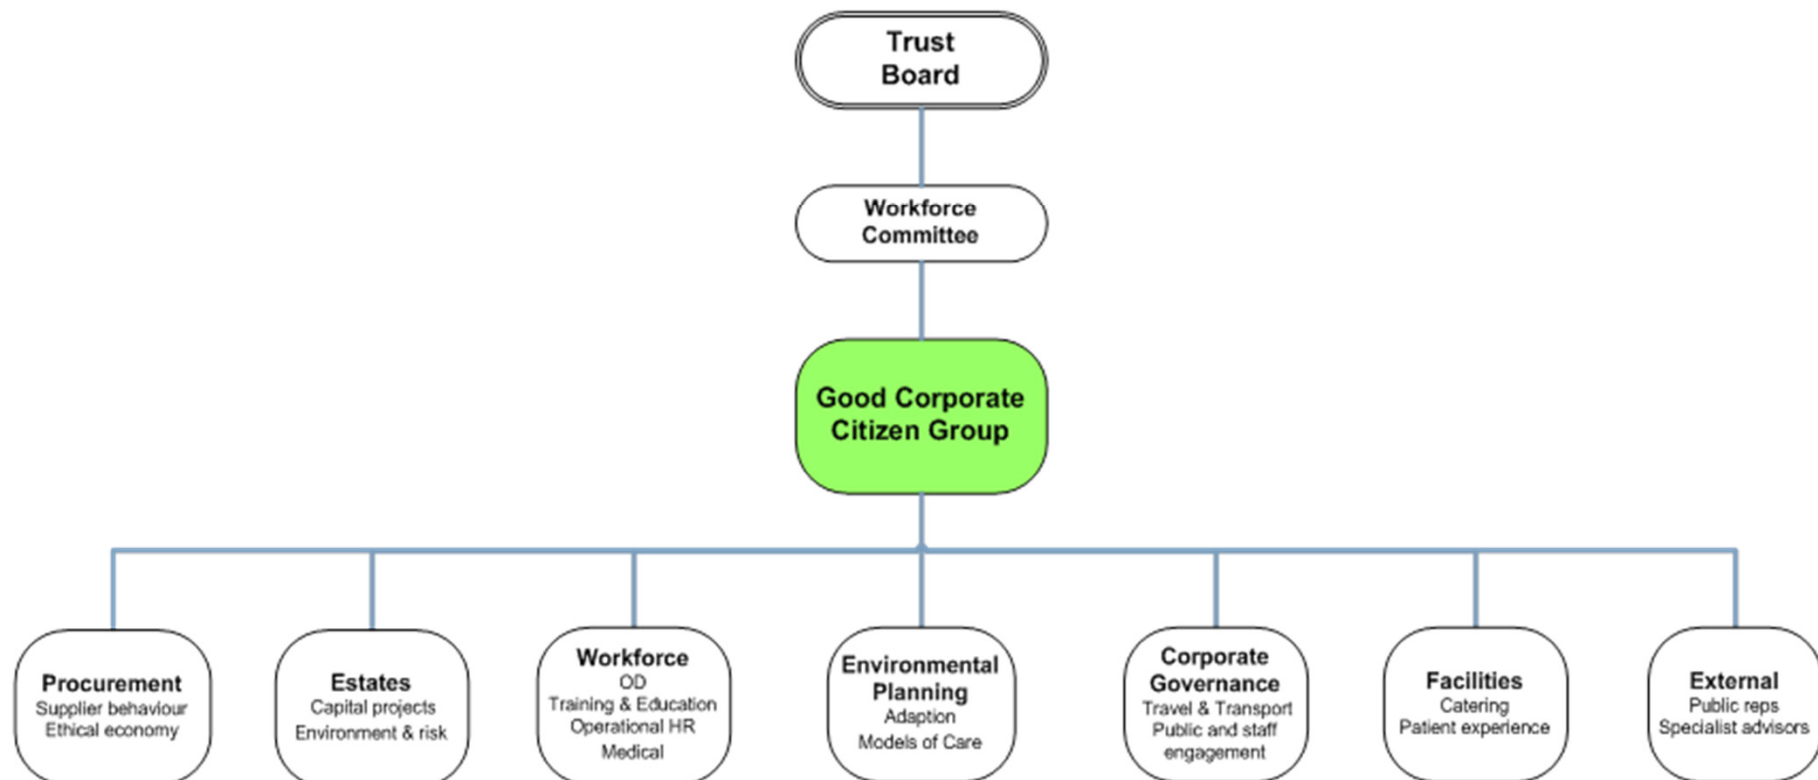 Trust
Board
Workforce
Committee
Good Corporate
Citizen Group
Procurement
Supplier behaviour
Ethical economy
Estates
Capital projects
Environment & risk
Workforce
OD
Training & Education
Operational HR
Medical
Environmental
Planning
Adaption
Models of Care
Corporate
Governance
Travel & Transport
Public and staff
engagement
Facilities
Catering
Patient experience
External
Public reps
Specialist advisors